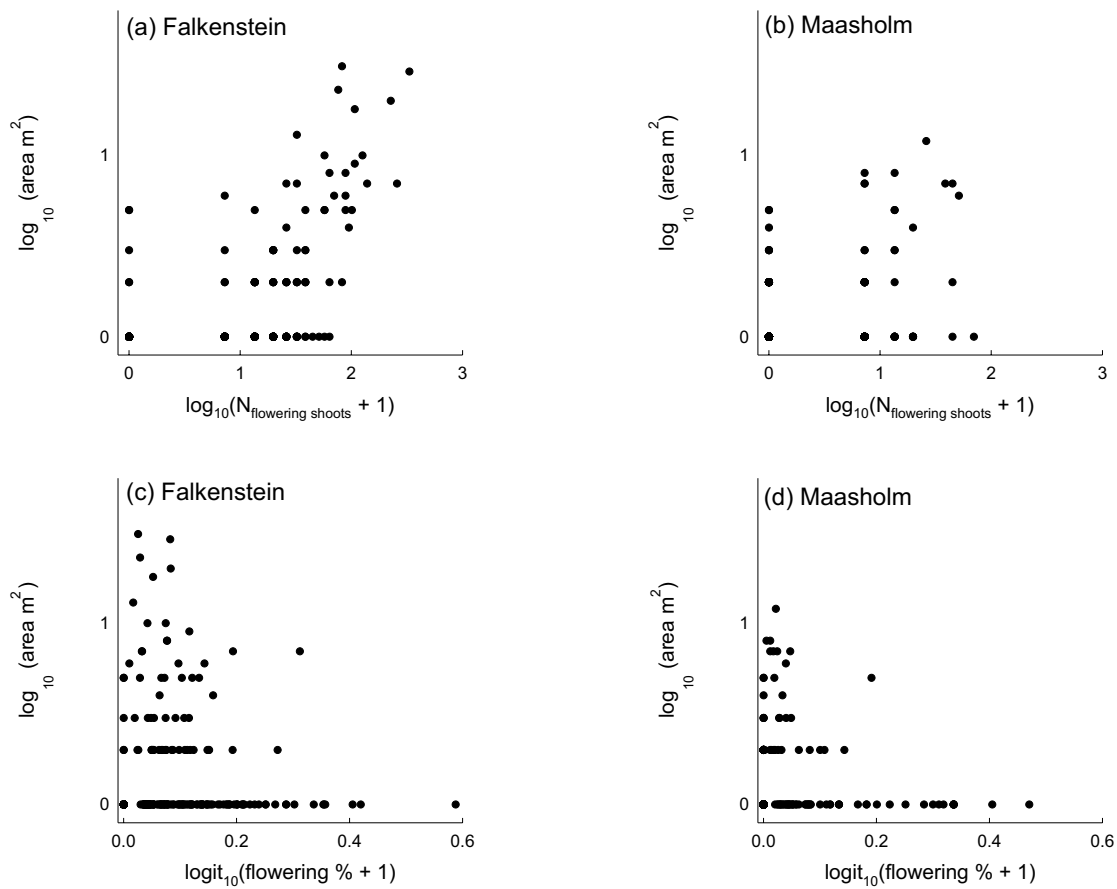 (a) Falkenstein
(b) Maasholm
log10 (area m2)
1
0
0 1 2 3
log10(Nflowering shoots + 1)
log10 (area m2)
1
0
0 1 2 3
log10(Nflowering shoots + 1)
(c) Falkenstein
(d) Maasholm
log10 (area m2)
1
0
0.0 0.2 0.4 0.6
logit10(flowering % + 1)
log10 (area m2)
1
0
0.0 0.2 0.4 0.6
logit10(flowering % + 1)